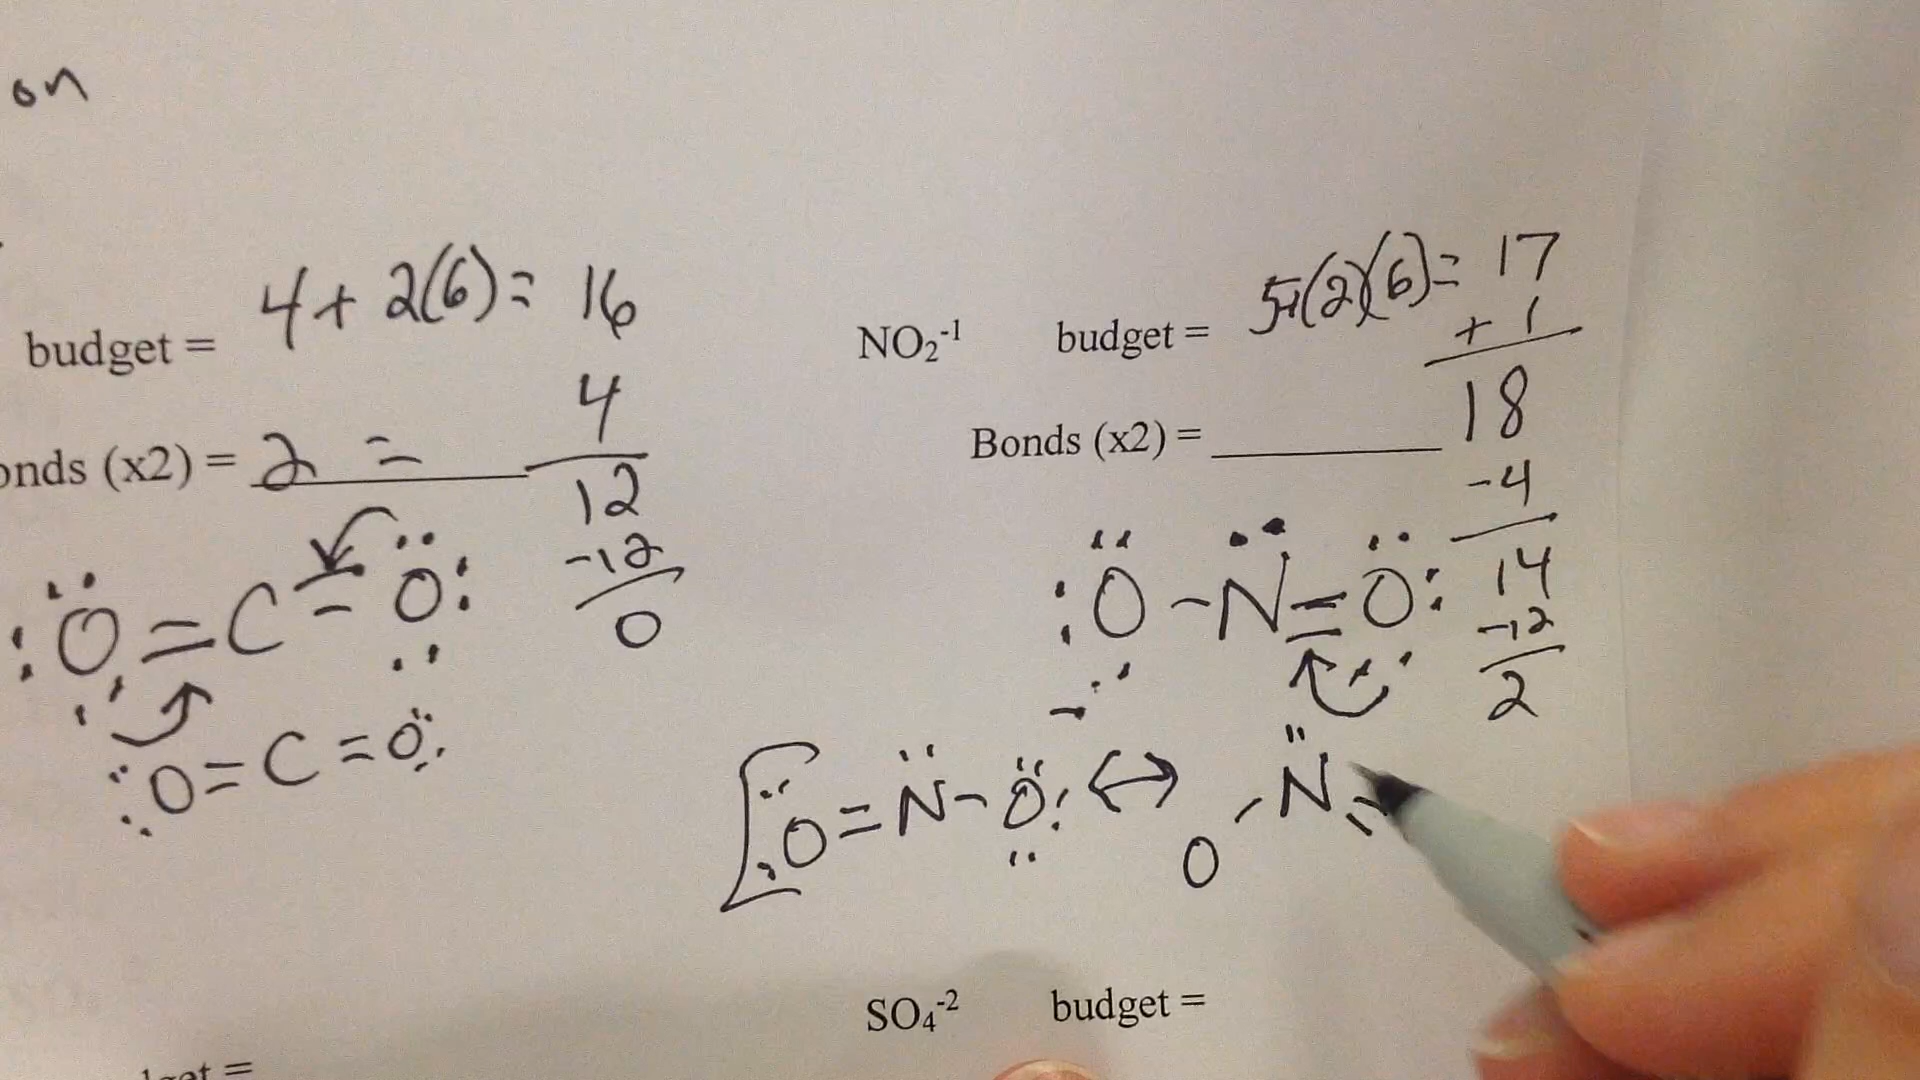 on
budget = 4 + 2(6) = 16
4
onds (x2) = 2 =
12
-12
0
O = C = O
O = C = O
NO₂⁻¹ budget = 5+(2)(6) = 17
+ 1
18
Bonds (x2) =
-4
14
-12
2
O - N = O
[O = N - O ↔ O - N =
SO₄⁻² budget =